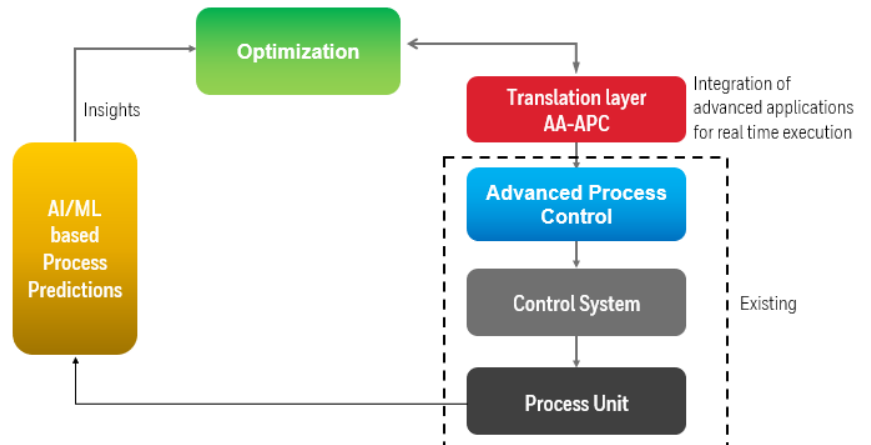 Optimization
Insights
Translation layer
AA-APC
Integration of
advanced applications
for real time execution
AI/ML
based
Process
Predictions
Advanced Process
Control
Control System
Existing
Process Unit